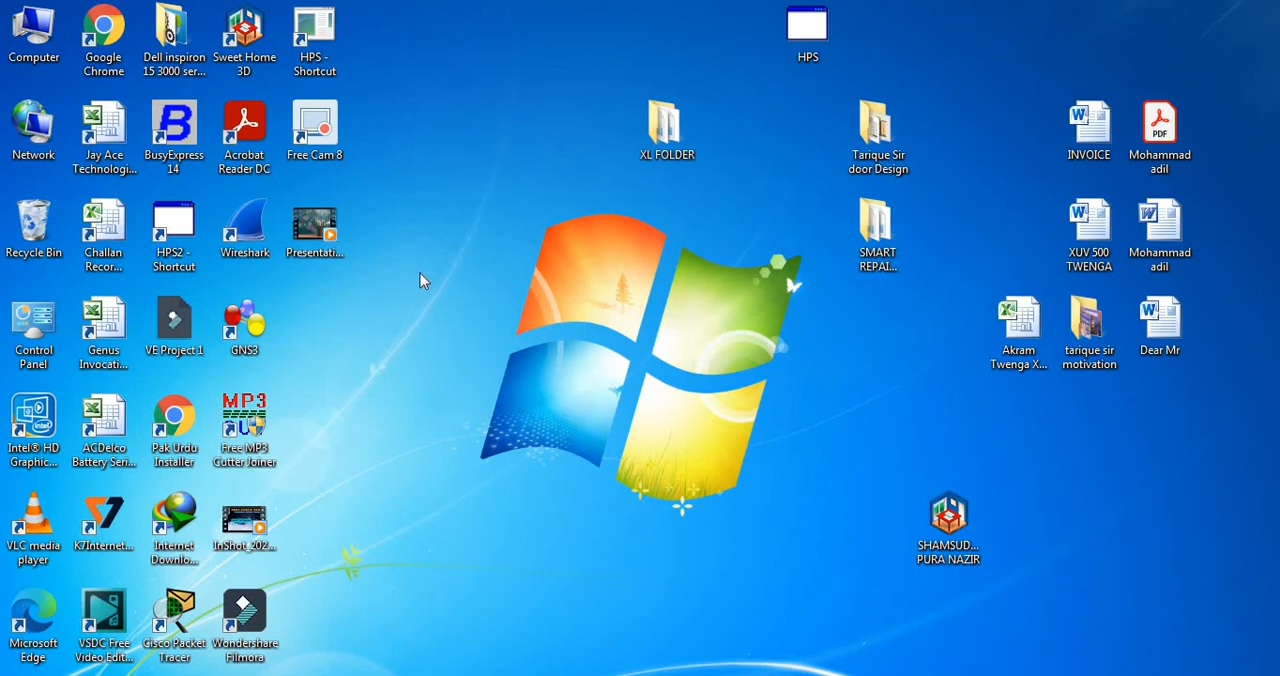 Computer
Google
Chrome
Dell inspiron
15 3000 ser...
Sweet Home
3D
HPS -
Shortcut
HPS
Network
Jay Ace
Technologi...
BusyExpress
14
Acrobat
Reader DC
Free Cam 8
XL FOLDER
Tarique Sir
door Design
INVOICE
PDF
Mohammad
adil
Recycle Bin
Challan
Recor...
HPS2 -
Shortcut
Wireshark
Presentati...
SMART
REPAI...
XUV 500
TWENGA
Mohammad
adil
Control
Panel
Genus
Invocati...
VE Project 1
GNS3
Akram
Twenga X...
tarique sir
motivation
Dear Mr
intel
Intel® HD
Graphic...
ACDelco
Battery Seri...
Pak Urdu
Installer
MP3
Free MP3
Cutter Joiner
VLC media
player
K7Internet...
Internet
Downlo...
InShot_202...
SHAMSUD...
PURA NAZIR
Microsoft
Edge
VSDC Free
Video Edit...
Cisco Packet
Tracer
Wondershare
Filmora